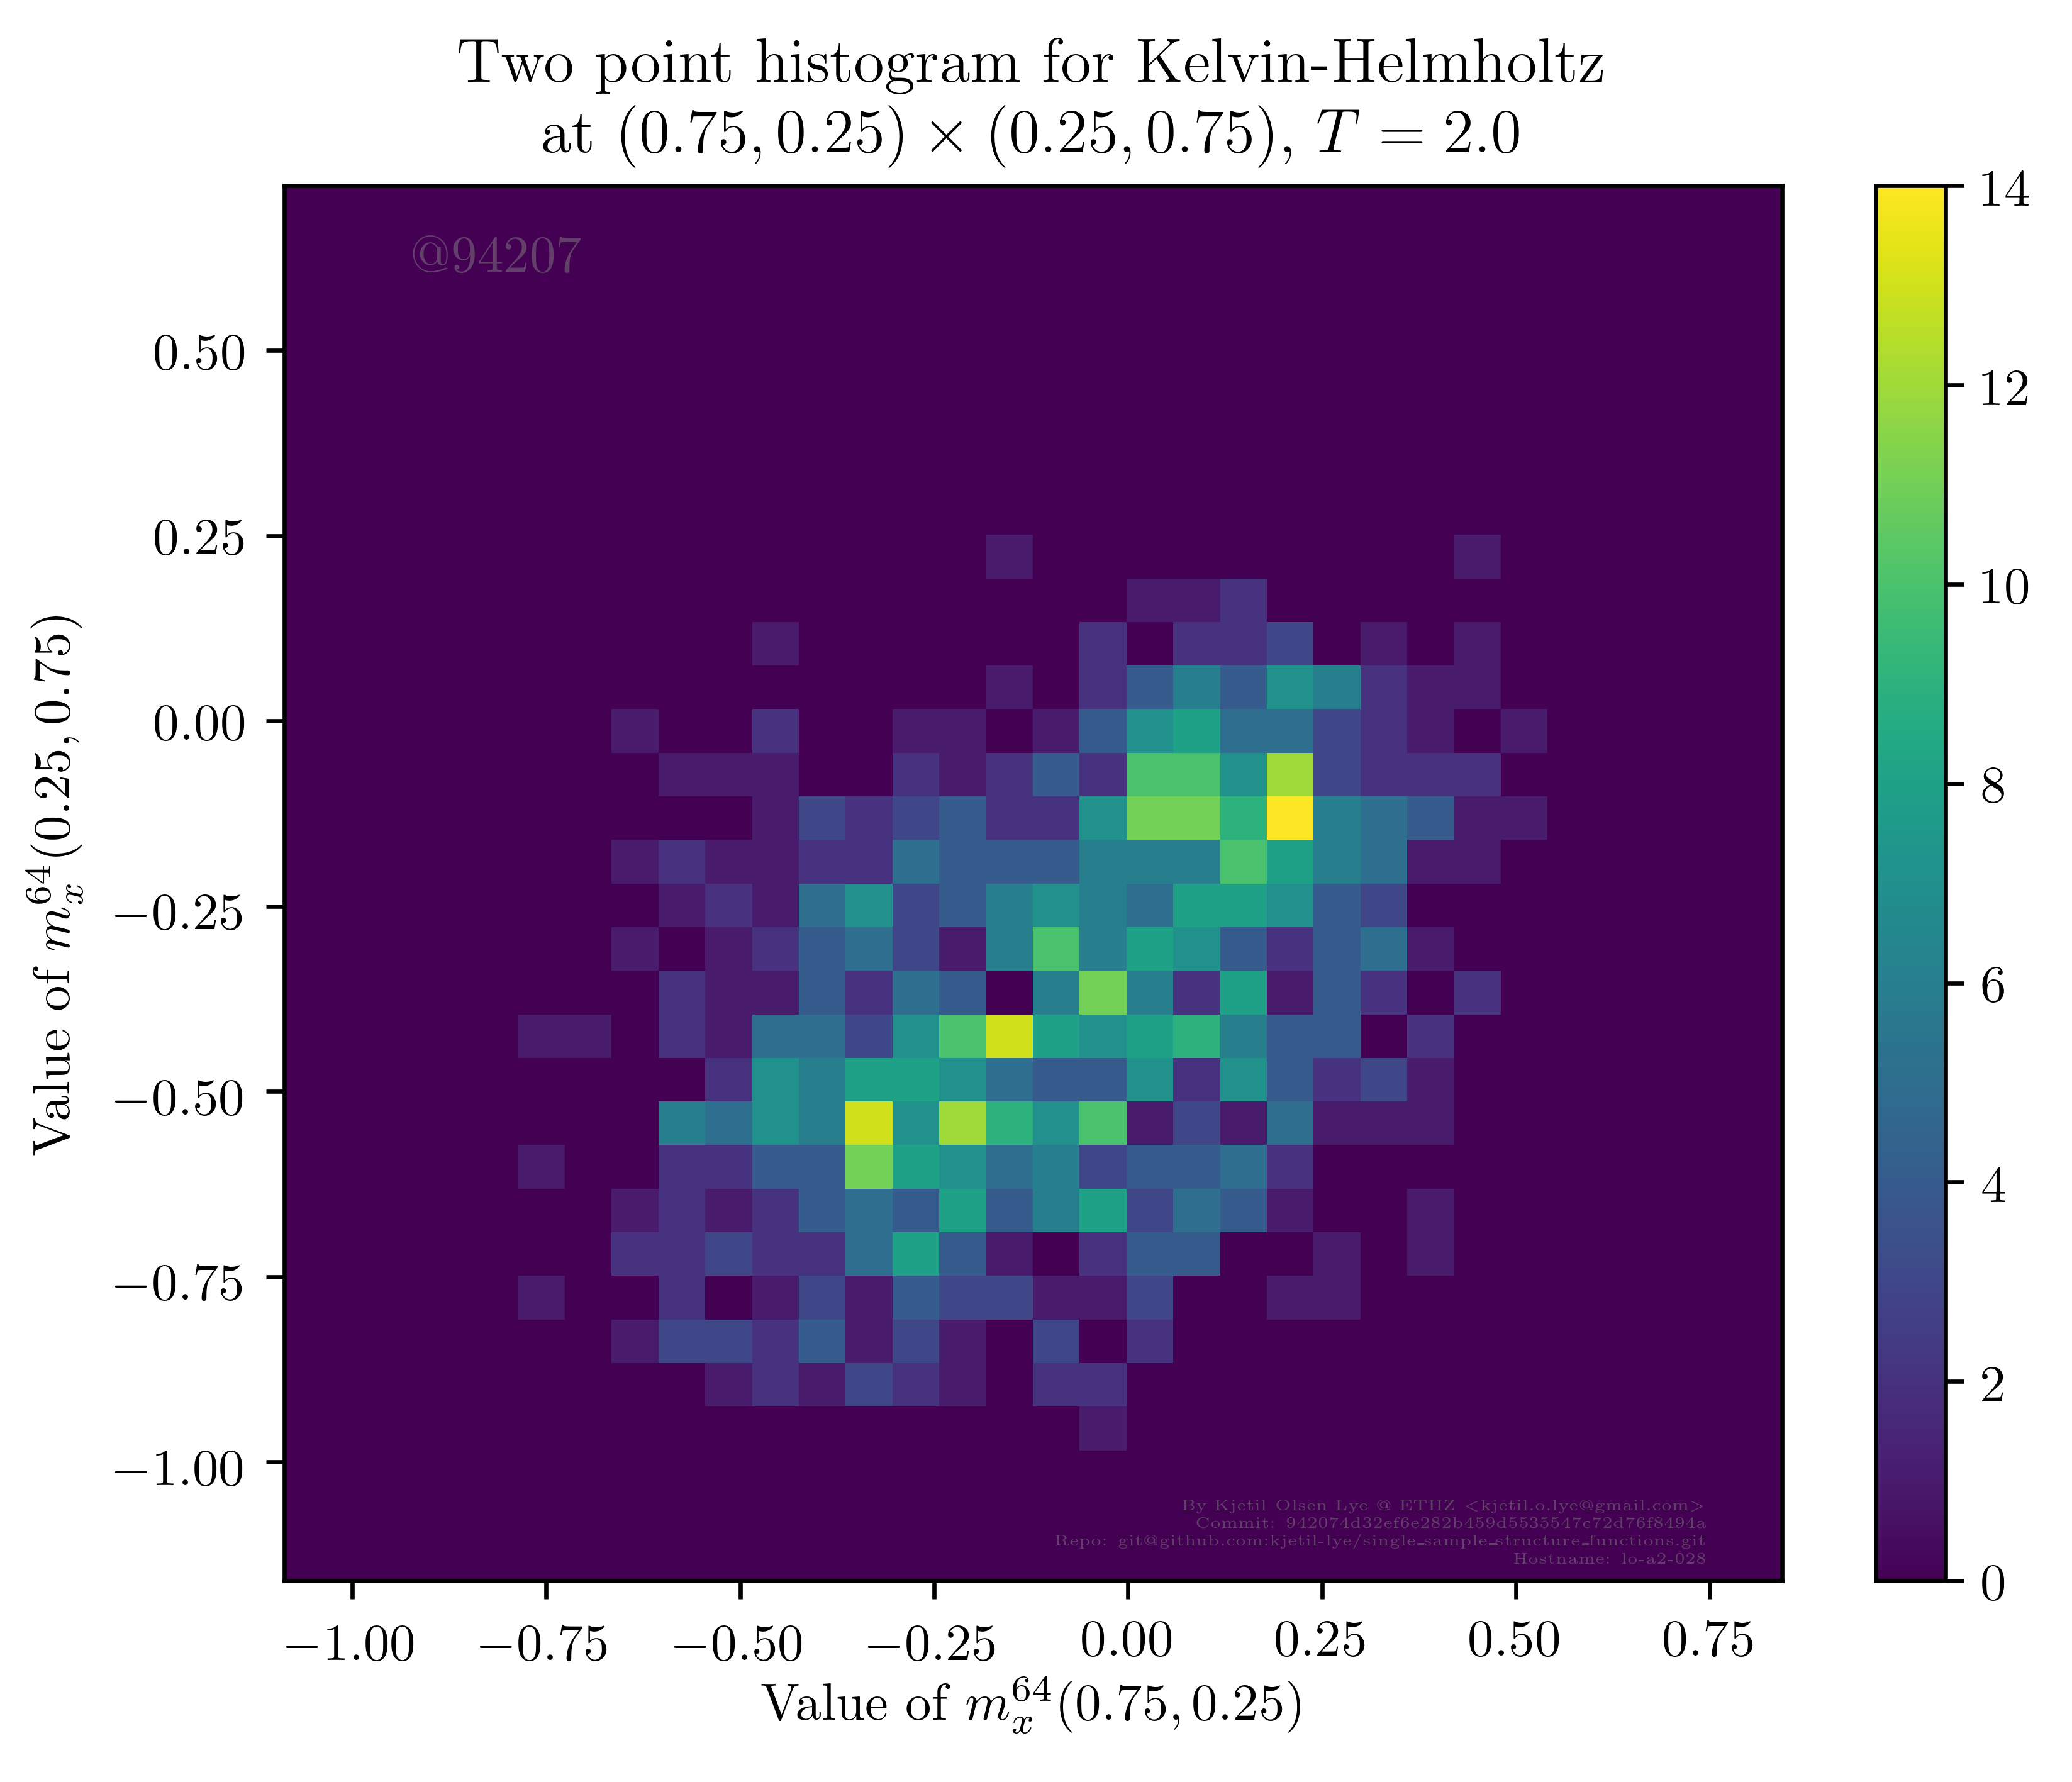 Two point histogram for Kelvin-Helmholtz
at (0.75, 0.25) × (0.25, 0.75), T = 2.0
@94207
0.50
0.25
0.00
−0.25
−0.50
−0.75
−1.00
Value of m_x^64(0.25, 0.75)
−1.00 −0.75 −0.50 −0.25 0.00 0.25 0.50 0.75
Value of m_x^64(0.75, 0.25)
14
12
10
8
6
4
2
0
By Kjetil Olsen Lye @ ETHZ <kjetil.o.lye@gmail.com>
Commit: 942074d32ef6e282b459d5535547c72d76f8494a
Repo: git@github.com:kjetil-lye/single_sample_structure_functions.git
Hostname: lo-a2-028